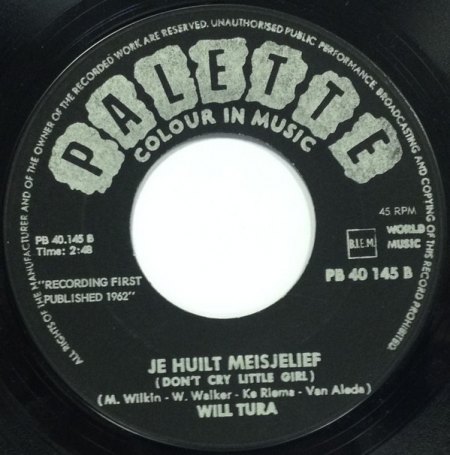 ALL RIGHTS OF THE MANUFACTURER AND OF THE OWNER OF THE RECORDED WORK ARE RESERVED. UNAUTHORISED PUBLIC PERFORMANCE, BROADCASTING AND COPYING OF THIS RECORD PROHIBITED
PALETTE
COLOUR IN MUSIC
45 RPM
PB 40.145 B
Time: 2:48
B.I.E.M.
WORLD
MUSIC
PB 40 145 B
"RECORDING FIRST
PUBLISHED 1962"
JE HUILT MEISJELIEF
(DON'T CRY LITTLE GIRL)
(M. Wilkin - W. Walker - Ke Riema - Van Aleda)
WILL TURA